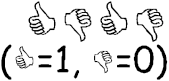 👍👎👍👎
(👍=1, 👎=0)